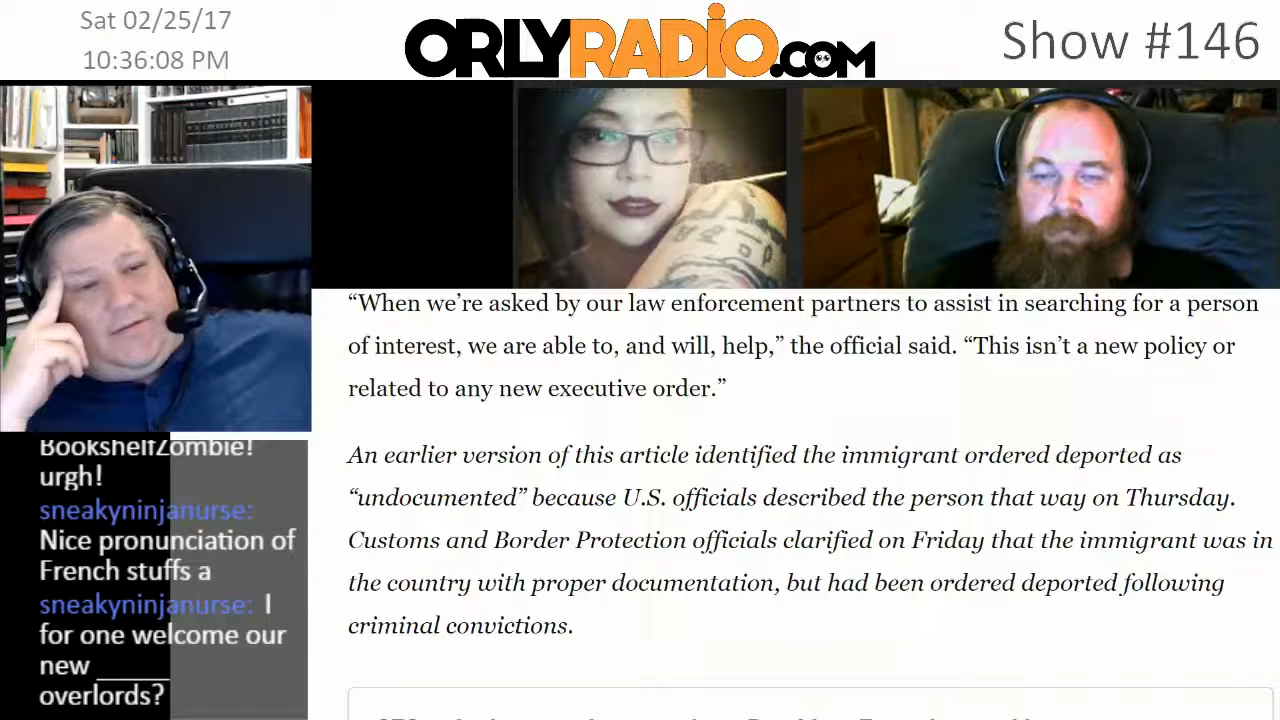 Sat 02/25/17
10:36:08 PM
ORLYRADIO.COM
Show #146
“When we’re asked by our law enforcement partners to assist in searching for a person
of interest, we are able to, and will, help,” the official said. “This isn’t a new policy or
related to any new executive order.”
An earlier version of this article identified the immigrant ordered deported as
“undocumented” because U.S. officials described the person that way on Thursday.
Customs and Border Protection officials clarified on Friday that the immigrant was in
the country with proper documentation, but had been ordered deported following
criminal convictions.
BookshelfZombie!
urgh!
sneakyninjanurse:
Nice pronunciation of
French stuffs a
sneakyninjanurse: I
for one welcome our
new ______
overlords?